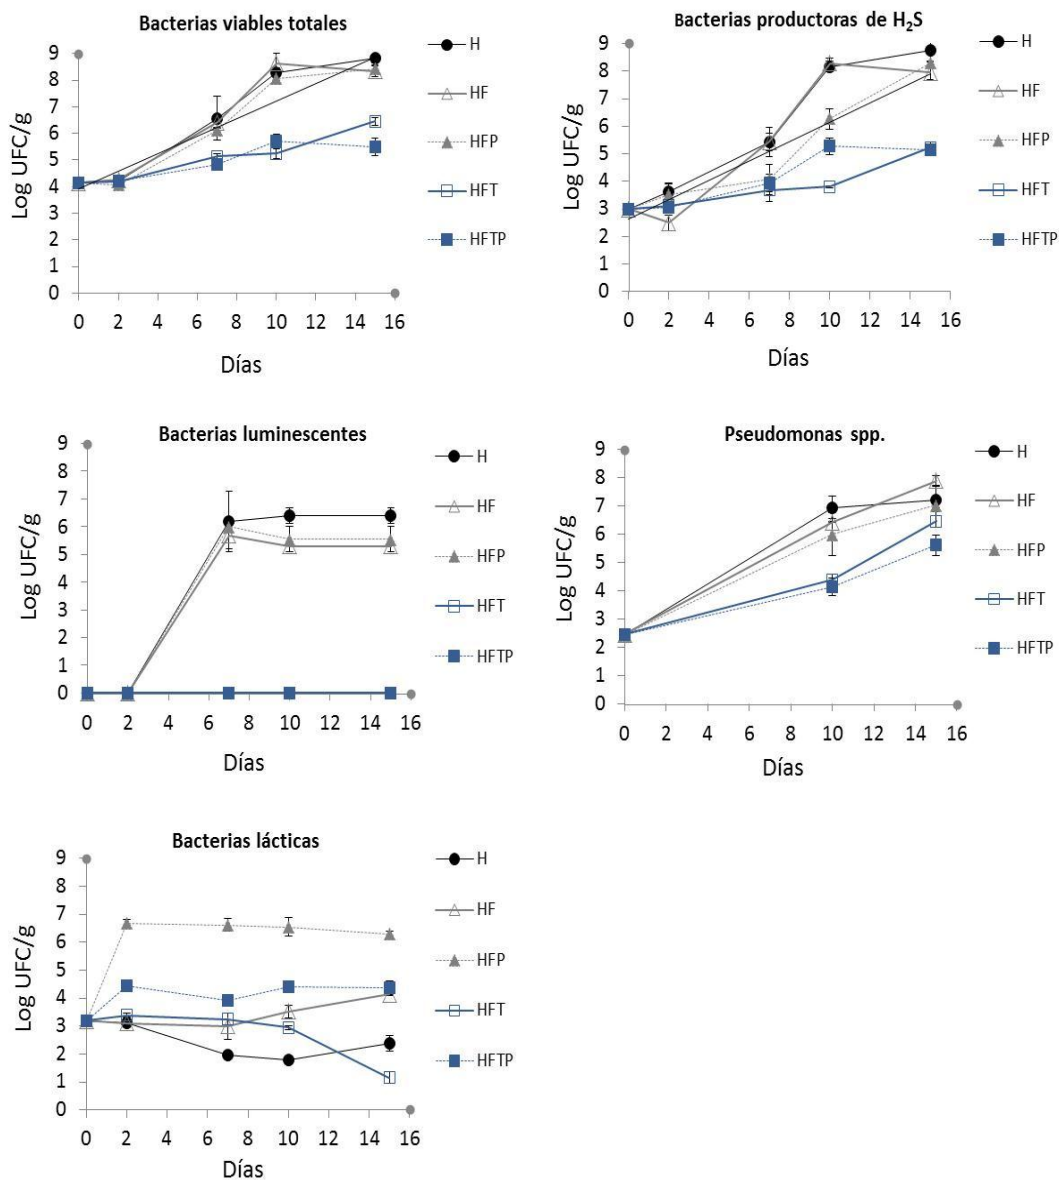 Bacterias viables totales
9
8
7
6
5
4
3
2
1
0
Log UFC/g
0 2 4 6 8 10 12 14 16
Días
H
HF
HFP
HFT
HFTP
Bacterias productoras de H₂S
9
8
7
6
5
4
3
2
1
0
Log UFC/g
0 2 4 6 8 10 12 14 16
Días
H
HF
HFP
HFT
HFTP
Bacterias luminescentes
9
8
7
6
5
4
3
2
1
0
Log UFC/g
0 2 4 6 8 10 12 14 16
Días
H
HF
HFP
HFT
HFTP
Pseudomonas spp.
9
8
7
6
5
4
3
2
1
0
Log UFC/g
0 2 4 6 8 10 12 14 16
Días
H
HF
HFP
HFT
HFTP
Bacterias lácticas
9
8
7
6
5
4
3
2
1
0
Log UFC/g
0 2 4 6 8 10 12 14 16
Días
H
HF
HFP
HFT
HFTP